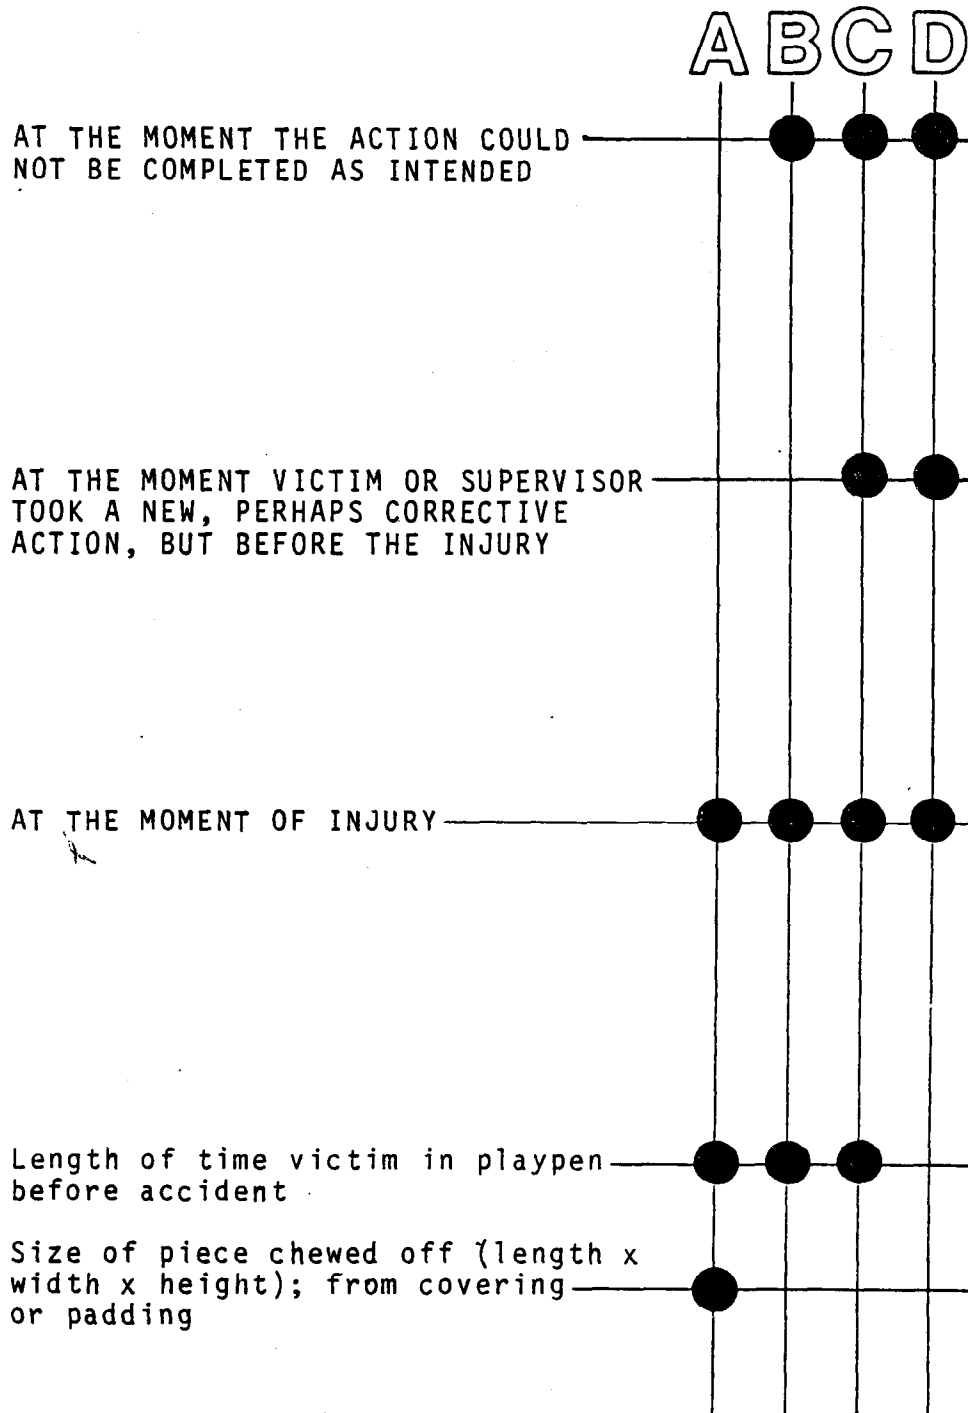 A B C D
AT THE MOMENT THE ACTION COULD
NOT BE COMPLETED AS INTENDED
AT THE MOMENT VICTIM OR SUPERVISOR
TOOK A NEW, PERHAPS CORRECTIVE
ACTION, BUT BEFORE THE INJURY
AT THE MOMENT OF INJURY
Length of time victim in playpen
before accident
Size of piece chewed off (length x
width x height); from covering
or padding